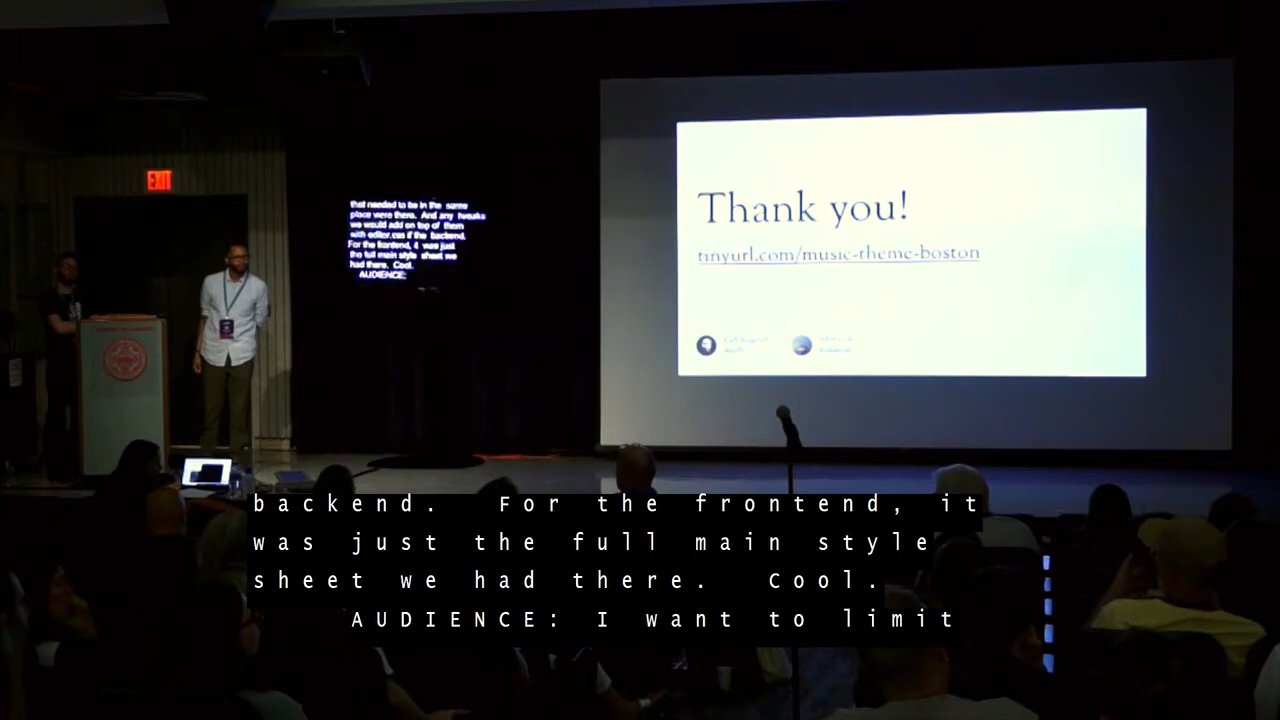 EXIT
that needed to be in the same
place were there. And any tweaks
we would add on top of them
with editor.css if the backend.
For the frontend, it was just
the full main style sheet we
had there. Cool.
AUDIENCE:
Thank you!
tinyurl.com/music-theme-boston
backend. For the frontend, it
was just the full main style
sheet we had there. Cool.
AUDIENCE: I want to limit